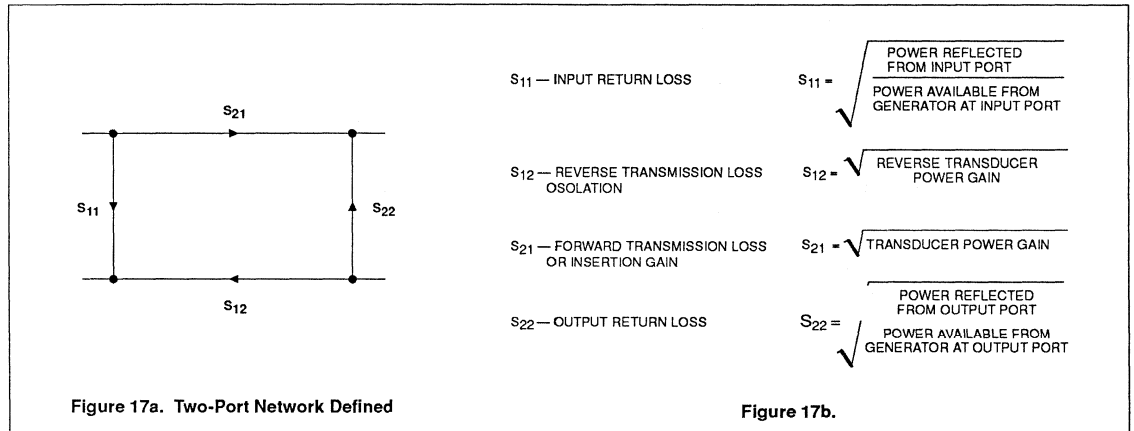 S21
S11
S22
S12
Figure 17a. Two-Port Network Defined
S11 — INPUT RETURN LOSS
S11 = √
POWER REFLECTED
FROM INPUT PORT
POWER AVAILABLE FROM
GENERATOR AT INPUT PORT
S12 — REVERSE TRANSMISSION LOSS
OSOLATION
S12 = √
REVERSE TRANSDUCER
POWER GAIN
S21 — FORWARD TRANSMISSION LOSS
OR INSERTION GAIN
S21 = √ TRANSDUCER POWER GAIN
S22 — OUTPUT RETURN LOSS
S22 = √
POWER REFLECTED
FROM OUTPUT PORT
POWER AVAILABLE FROM
GENERATOR AT OUTPUT PORT
Figure 17b.